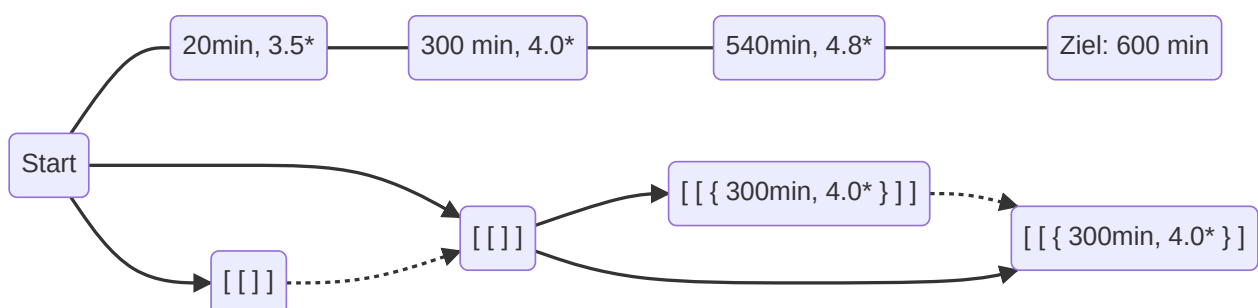 20min, 3.5*
300 min, 4.0*
540min, 4.8*
Ziel: 600 min
Start
[ [ { 300min, 4.0* } ] ]
[ [ ] ]
[ [ { 300min, 4.0* } ]
[ [ ] ]